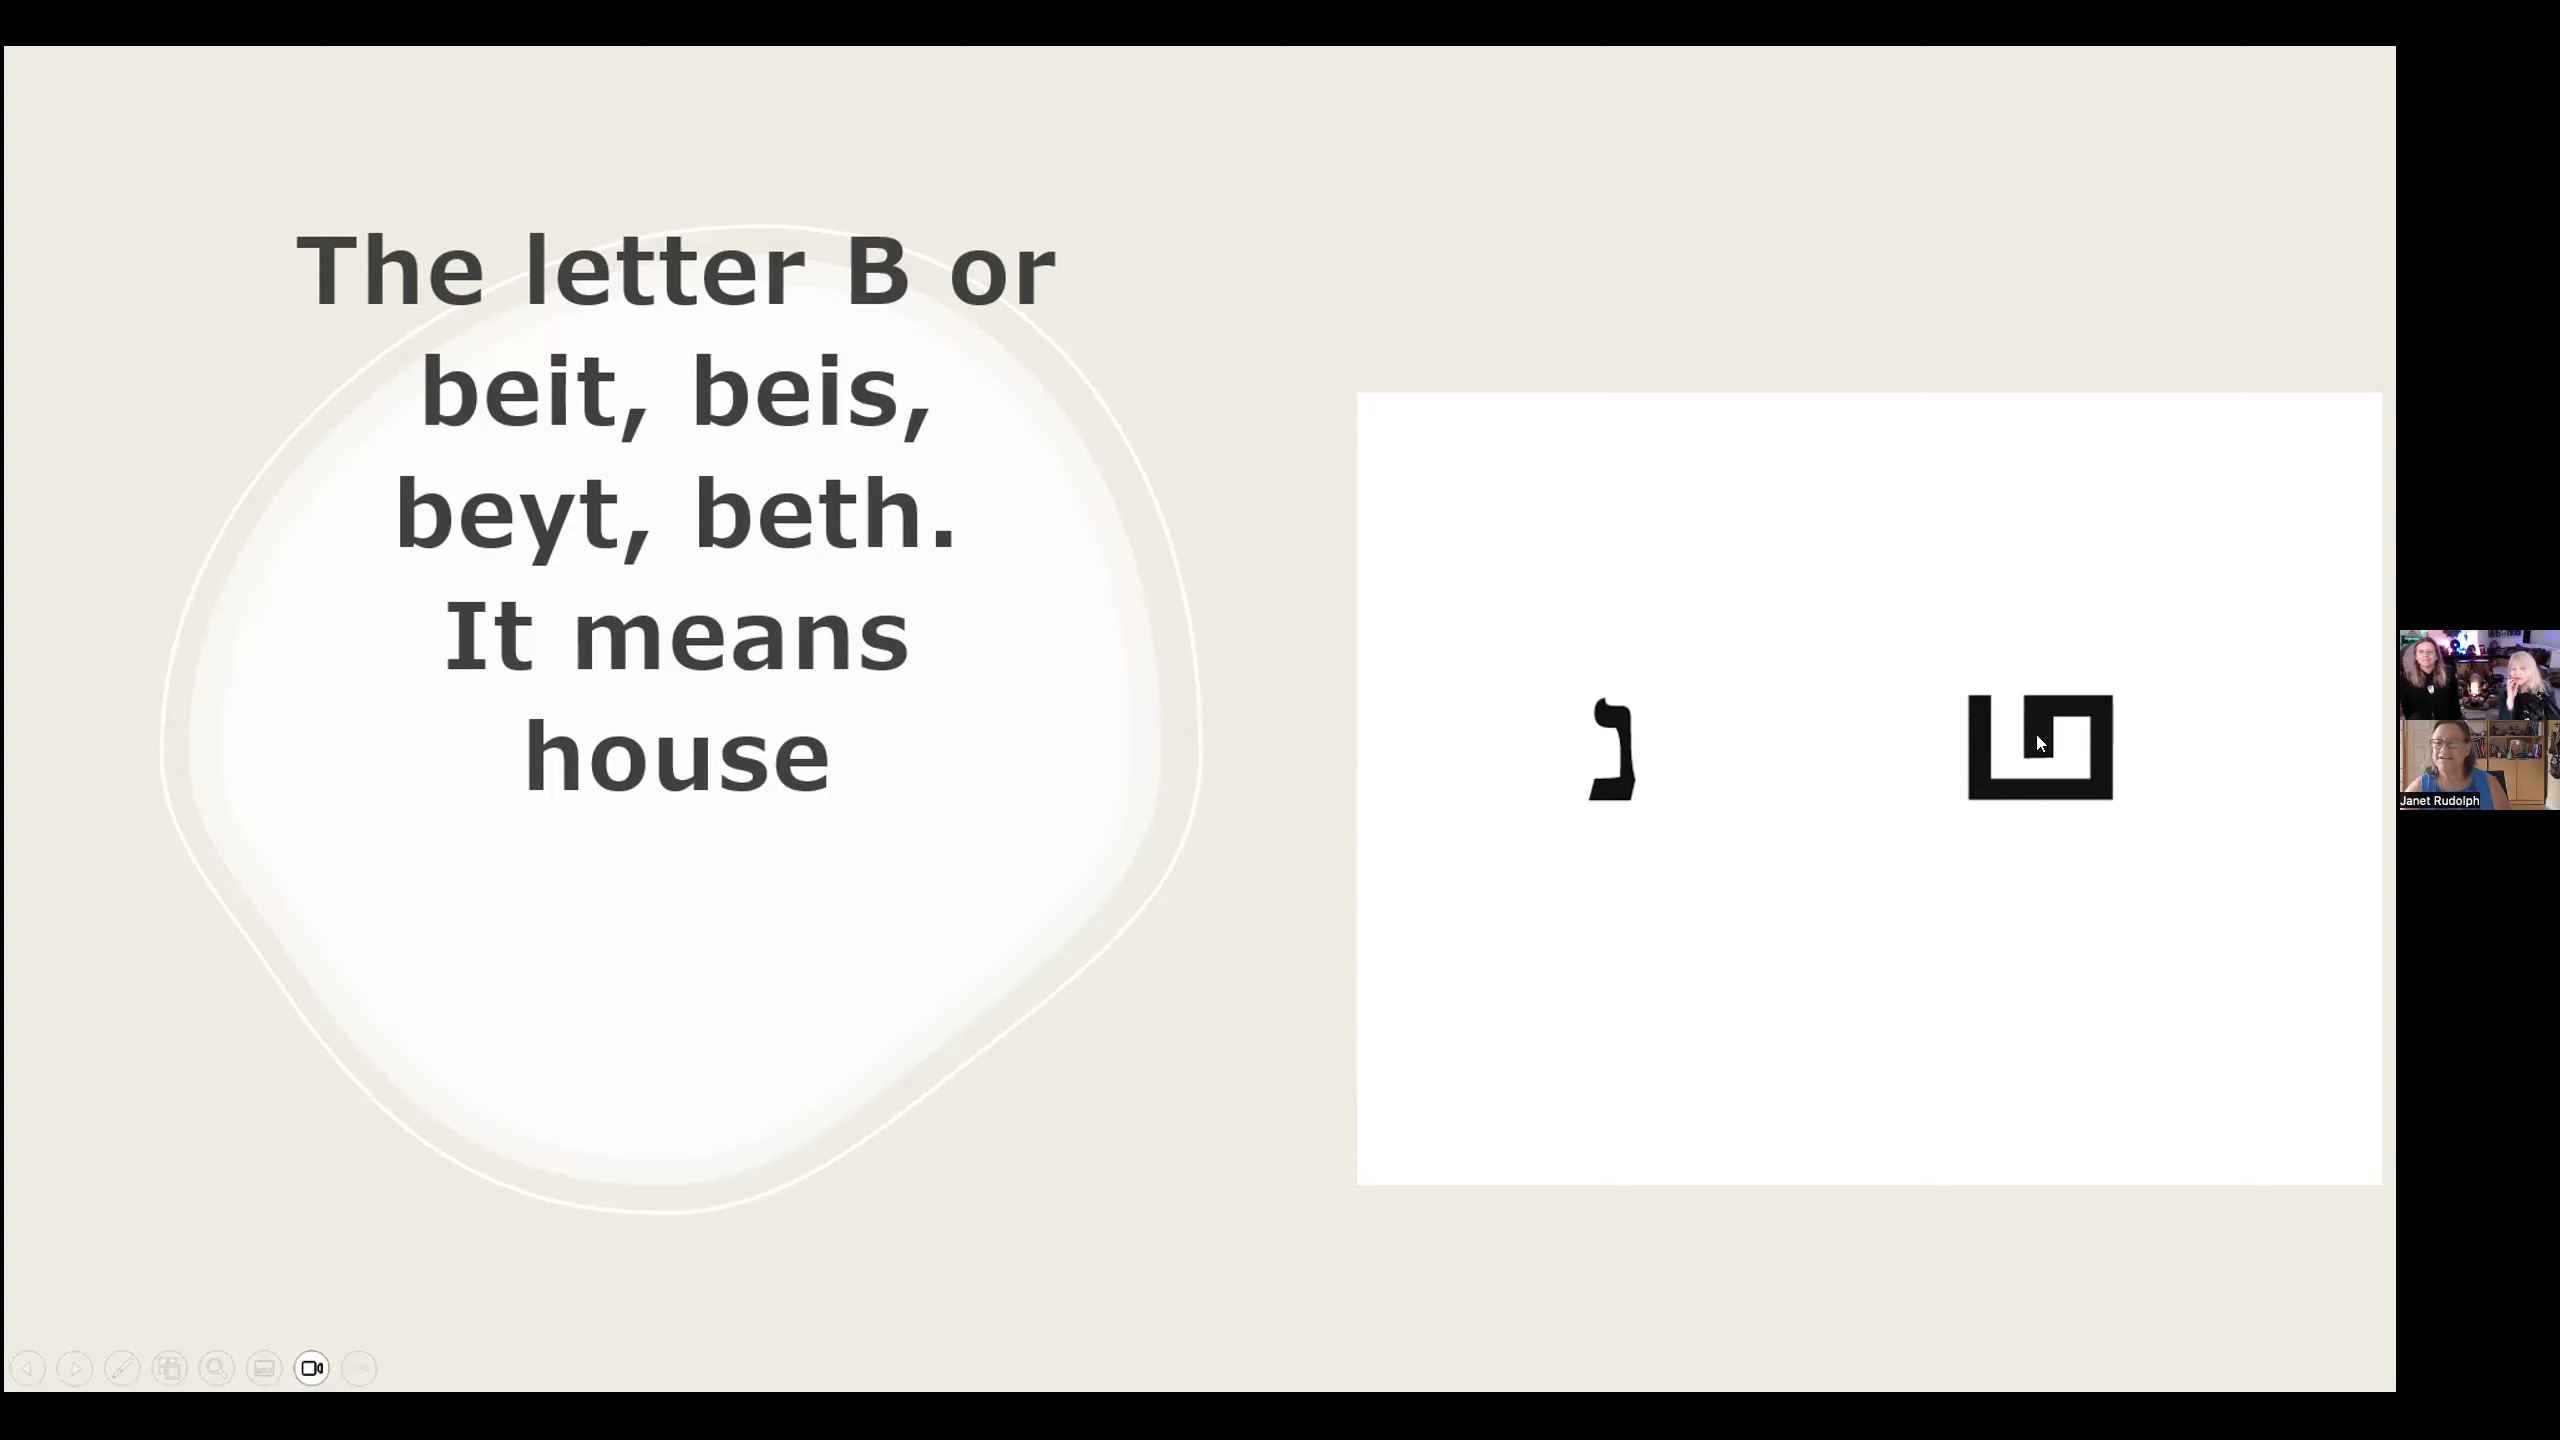 The letter B or
beit, beis,
beyt, beth.
It means
house
נ
Janet Rudolph